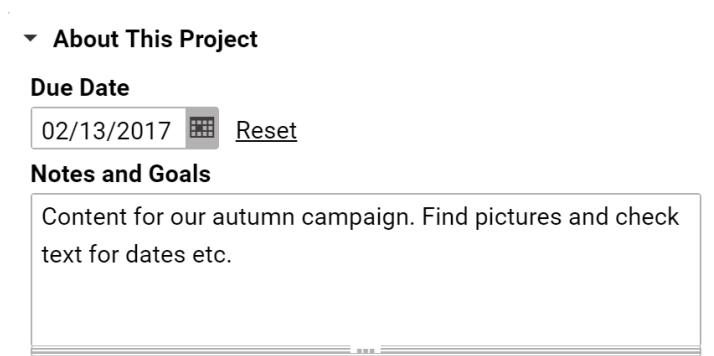 About This Project
Due Date
02/13/2017 Reset
Notes and Goals
Content for our autumn campaign. Find pictures and check
text for dates etc.